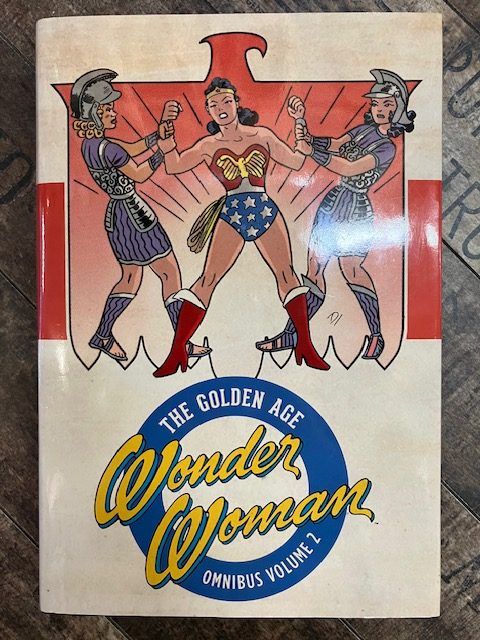 THE GOLDEN AGE
Wonder
Woman
OMNIBUS VOLUME 2